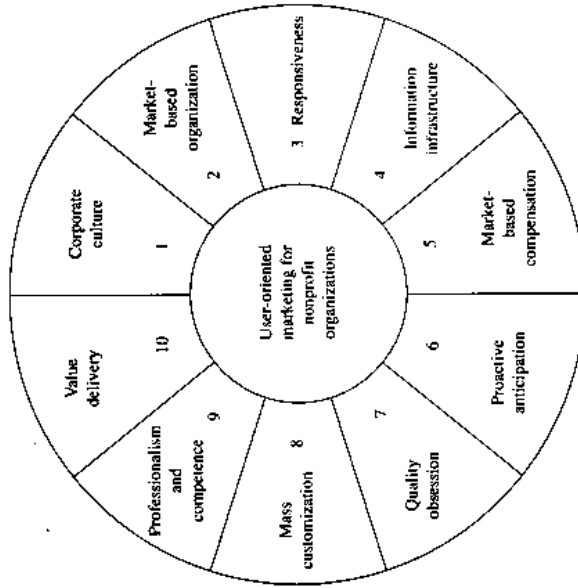 User-oriented
marketing for
nonprofit
organizations
Corporate
culture
1
Market-
based
organization
2
3 Responsiveness
4
Information
infrastructure
5
Market-
based
compensation
6
Proactive
anticipation
7
Quality
obsession
8
Mass
customization
9
Professionalism
and
competence
10
Value
delivery